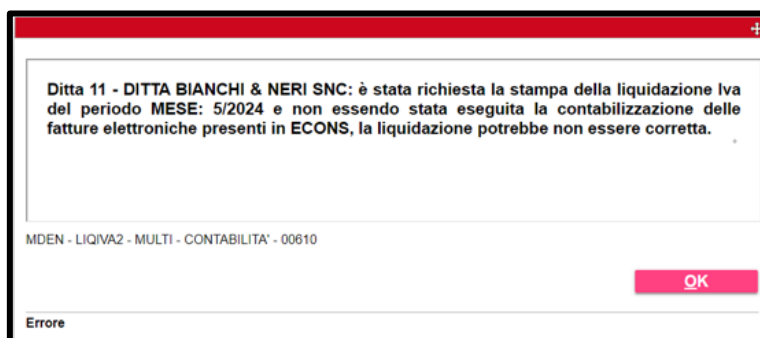 Ditta 11 - DITTA BIANCHI & NERI SNC: è stata richiesta la stampa della liquidazione Iva
del periodo MESE: 5/2024 e non essendo stata eseguita la contabilizzazione delle
fatture elettroniche presenti in ECONS, la liquidazione potrebbe non essere corretta.
MDEN - LIQIVA2 - MULTI - CONTABILITA' - 00610
OK
Errore